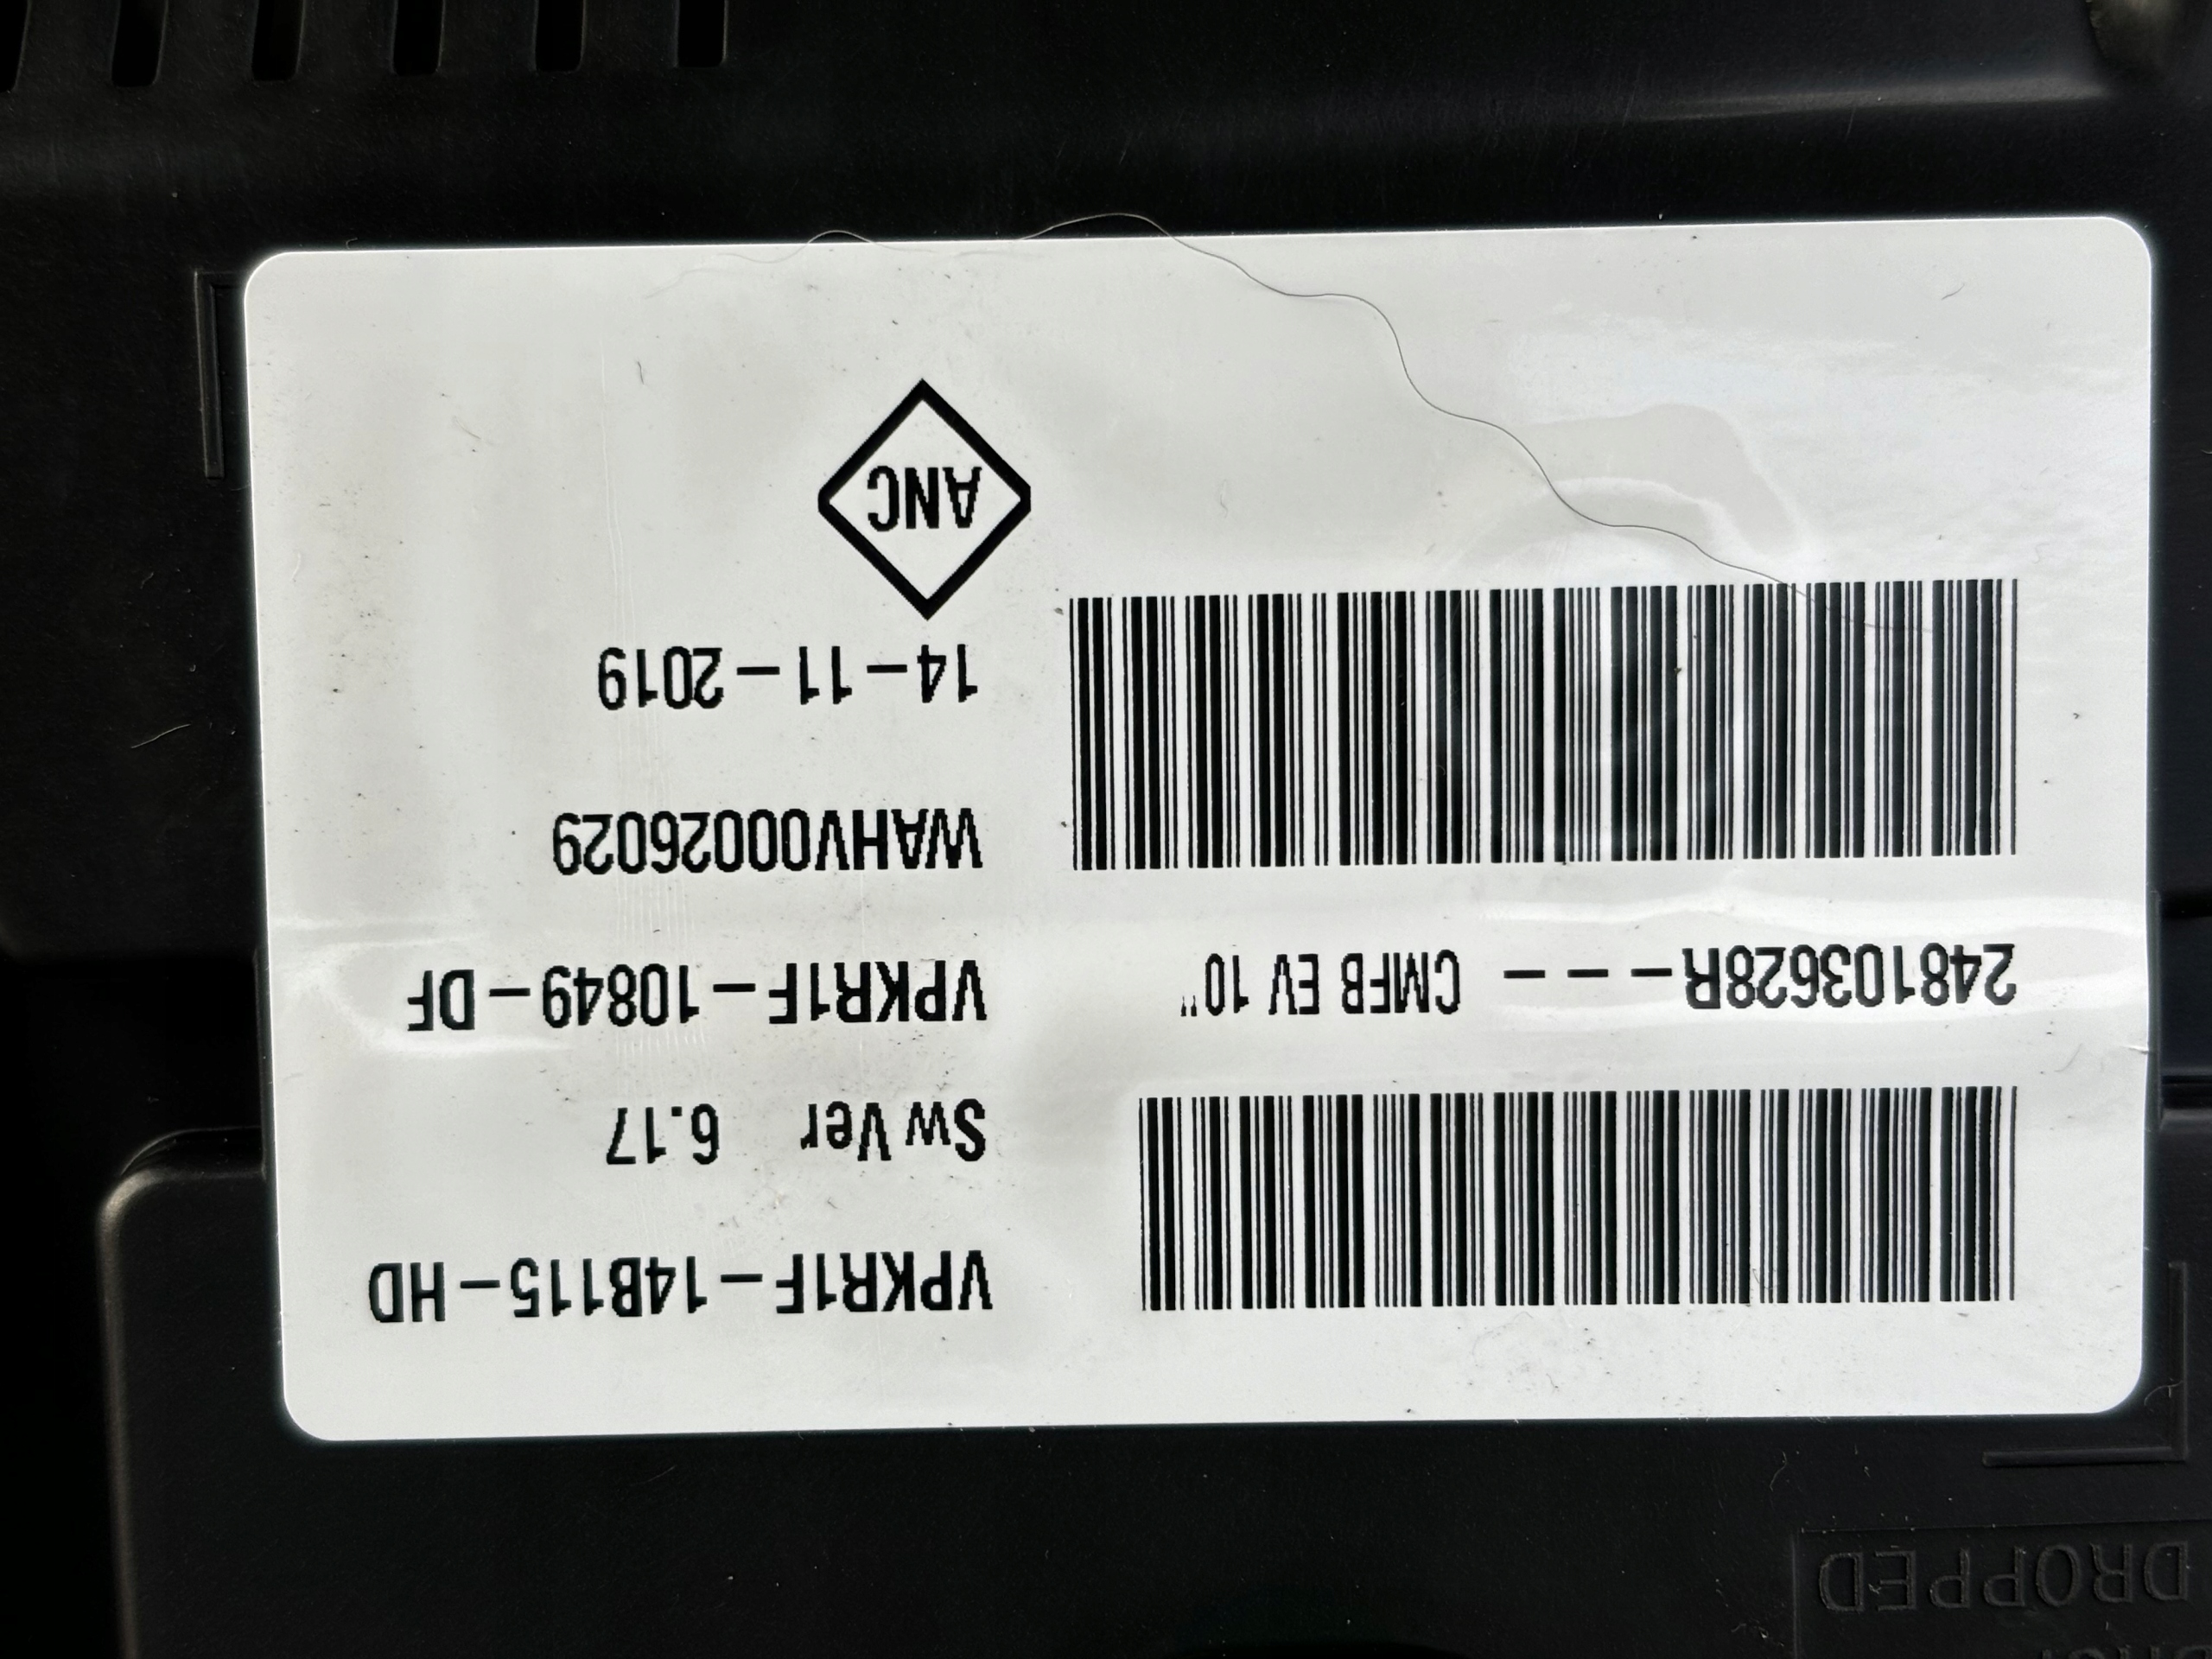 VPKR1F-14B115-HD
Sw Ver 6.17
248103628R---- CMFB EV 10"
VPKR1F-10849-DF
WAHV00026029
14-11-2019
ANC
DROPPED